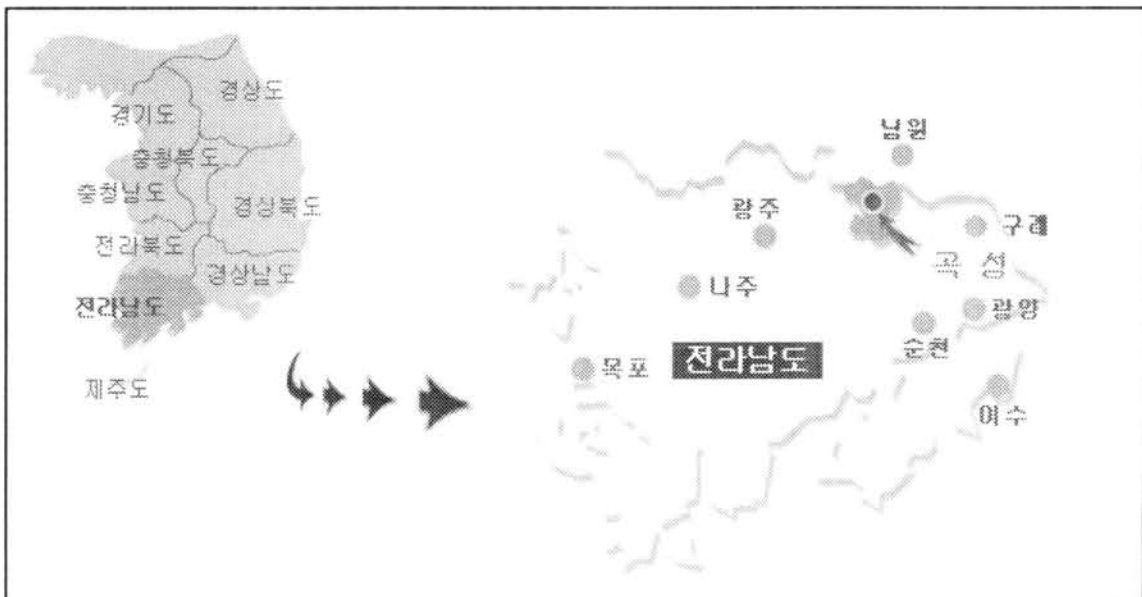 경상도
경기도
충청북도
충청남도
경상북도
전라북도
경상남도
전라남도
제주도
남원
광주
구례
곡성
나주
광양
순천
전라남도
목포
여수